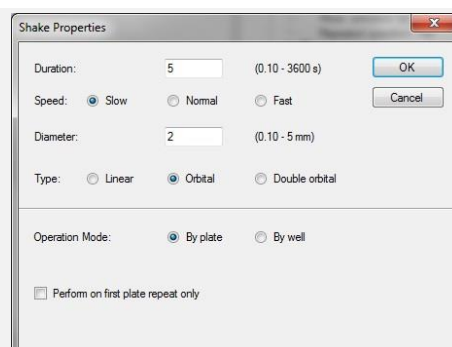 Shake Properties
Duration: 5 (0.10 - 3600 s) OK
Speed: Slow Normal Fast Cancel
Diameter: 2 (0.10 - 5 mm)
Type: Linear Orbital Double orbital
Operation Mode: By plate By well
Perform on first plate repeat only